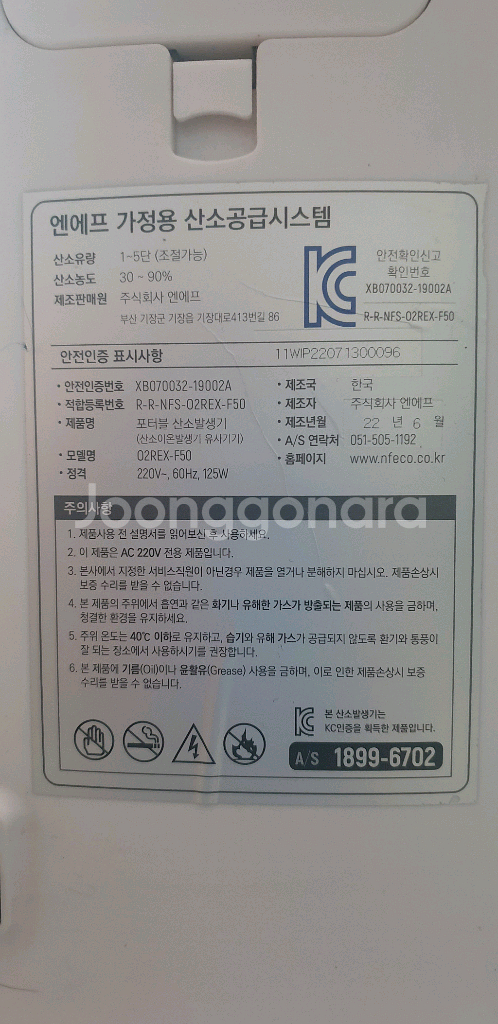 엔에프 가정용 산소공급시스템
산소유량 1~5단 (조절가능)
산소농도 30 ~ 90%
제조판매원 주식회사 엔에프
부산 기장군 기장읍 기장대로413번길 86
안전확인신고
확인번호
XB070032-19002A
R-R-NFS-02REX-F50
안전인증 표시사항 11WIP22071300096
• 안전인증번호 XB070032-19002A
• 적합등록번호 R-R-NFS-02REX-F50
• 제품명 포터블 산소발생기
(산소이온발생기 유사기기)
• 모델명 02REX-F50
• 정격 220V~, 60Hz, 125W
• 제조국 한국
• 제조자 주식회사 엔에프
• 제조년월 22 년 6 월
• A/S 연락처 051-505-1192
• 홈페이지 www.nfeco.co.kr
주의사항
Joonggonara
1. 제품사용 전 설명서를 읽어보신 후 사용하세요.
2. 이 제품은 AC 220V 전용 제품입니다.
3. 본사에서 지정한 서비스직원이 아닌경우 제품을 열거나 분해하지 마십시오. 제품손상시
보증 수리를 받을 수 없습니다.
4. 본 제품의 주위에서 흡연과 같은 화기나 유해한 가스가 방출되는 제품의 사용을 금하며,
청결한 환경을 유지하세요.
5. 주위 온도는 40℃ 이하로 유지하고, 습기와 유해 가스가 공급되지 않도록 환기와 통풍이
잘 되는 장소에서 사용하시기를 권장합니다.
6. 본 제품에 기름(Oil)이나 윤활유(Grease) 사용을 금하며, 이로 인한 제품손상시 보증
수리를 받을 수 없습니다.
본 산소발생기는
KC인증을 획득한 제품입니다.
A/S 1899-6702